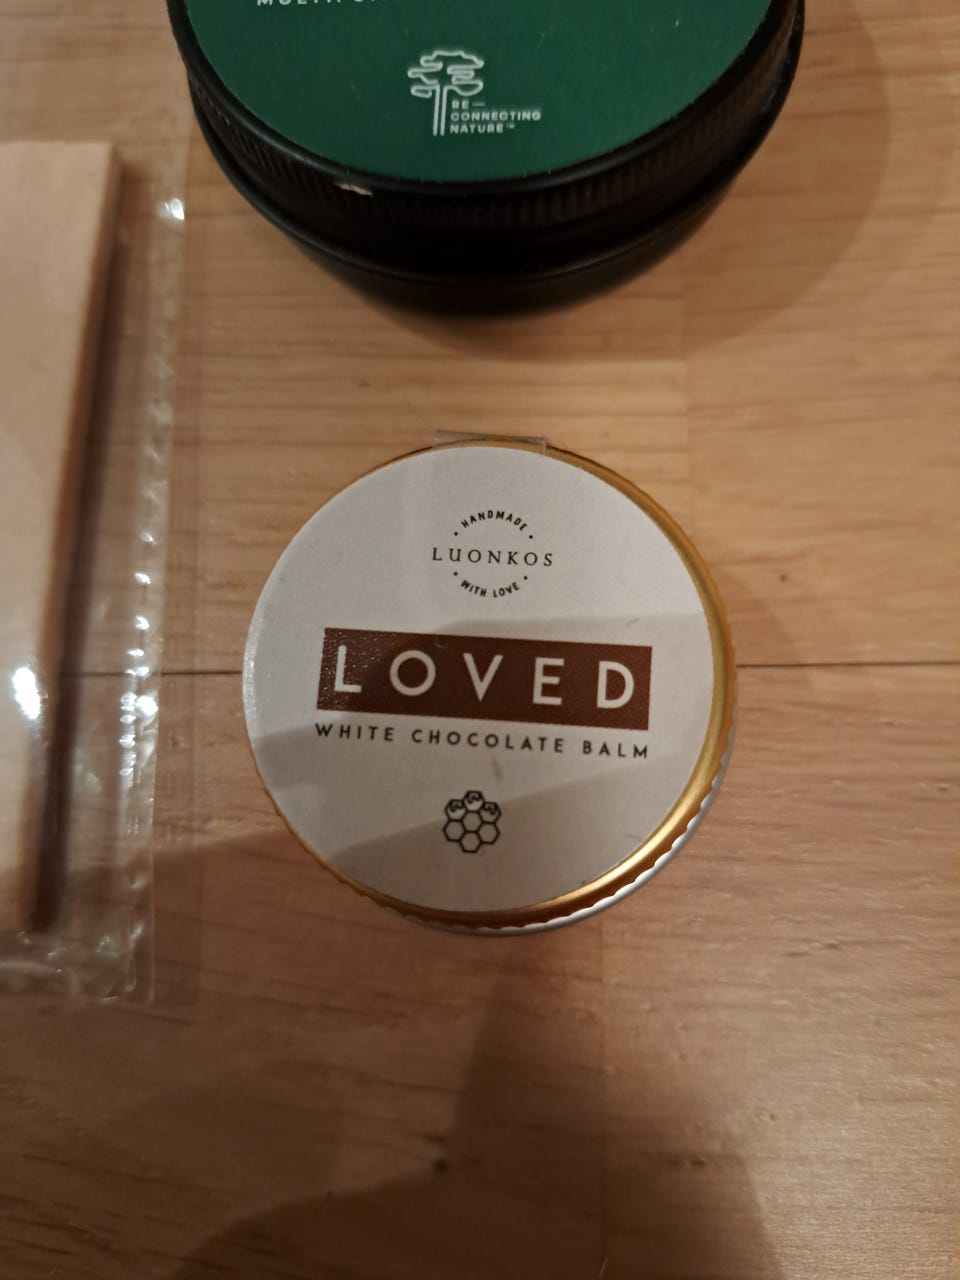 RE—
CONNECTING
NATURE™
HANDMADE
LUONKOS
WITH LOVE
LOVED
WHITE CHOCOLATE BALM